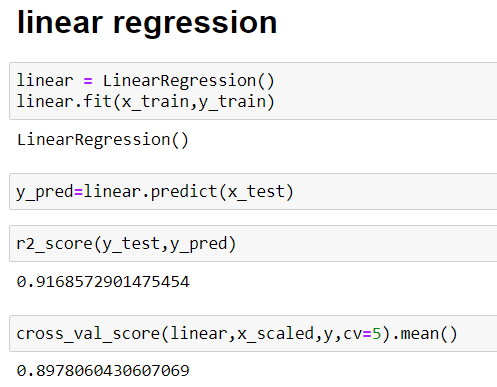 linear regression
linear = LinearRegression()
linear.fit(x_train,y_train)
LinearRegression()
y_pred=linear.predict(x_test)
r2_score(y_test,y_pred)
0.9168572901475454
cross_val_score(linear,x_scaled,y,cv=5).mean()
0.8978060430607069